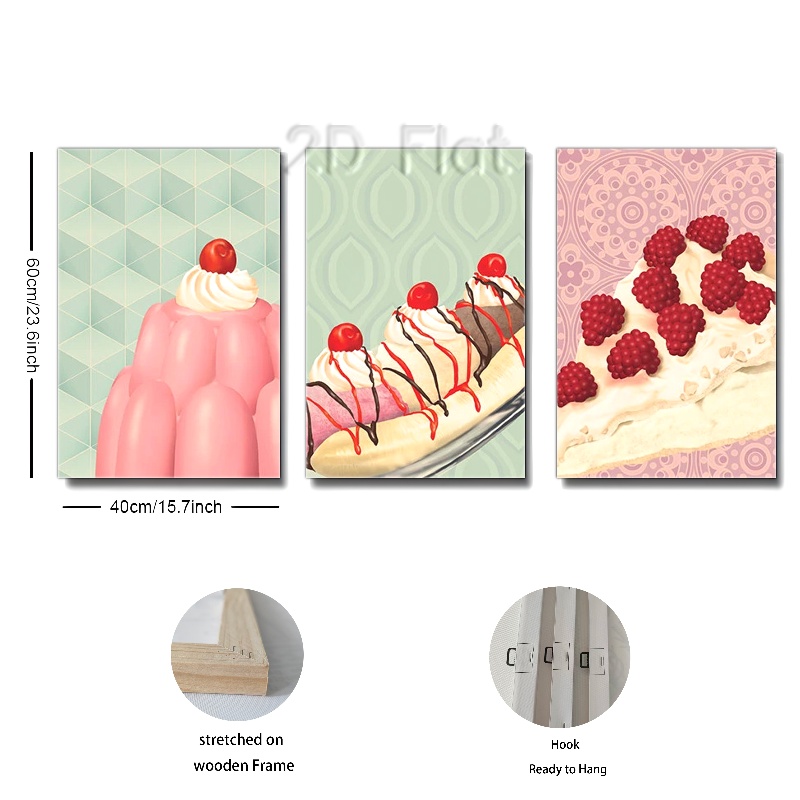 2D Flat
60cm/23.6inch
40cm/15.7inch
stretched on
wooden Frame
Hook
Ready to Hang